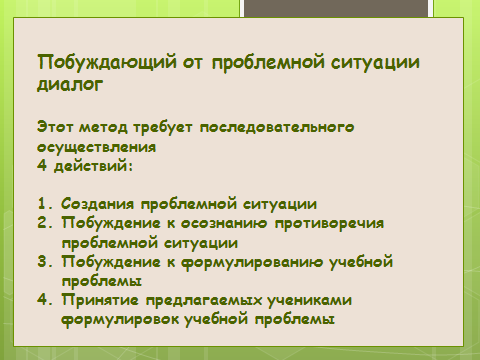 Побуждающий от проблемной ситуации
диалог
Этот метод требует последовательного
осуществления
4 действий:
1. Создания проблемной ситуации
2. Побуждение к осознанию противоречия
проблемной ситуации
3. Побуждение к формулированию учебной
проблемы
4. Принятие предлагаемых учениками
формулировок учебной проблемы